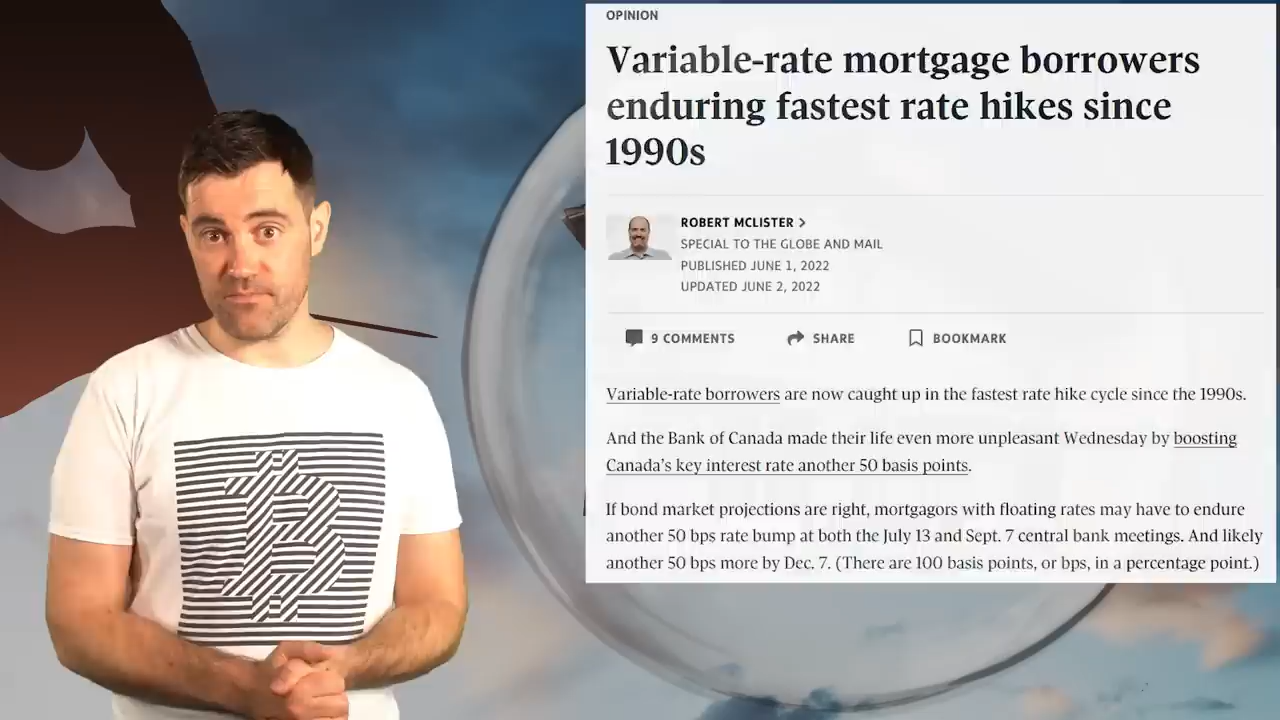 OPINION
Variable-rate mortgage borrowers
enduring fastest rate hikes since
1990s
ROBERT MCLISTER >
SPECIAL TO THE GLOBE AND MAIL
PUBLISHED JUNE 1, 2022
UPDATED JUNE 2, 2022
9 COMMENTS SHARE BOOKMARK
Variable-rate borrowers are now caught up in the fastest rate hike cycle since the 1990s.
And the Bank of Canada made their life even more unpleasant Wednesday by boosting
Canada’s key interest rate another 50 basis points.
If bond market projections are right, mortgagors with floating rates may have to endure
another 50 bps rate bump at both the July 13 and Sept. 7 central bank meetings. And likely
another 50 bps more by Dec. 7. (There are 100 basis points, or bps, in a percentage point.)